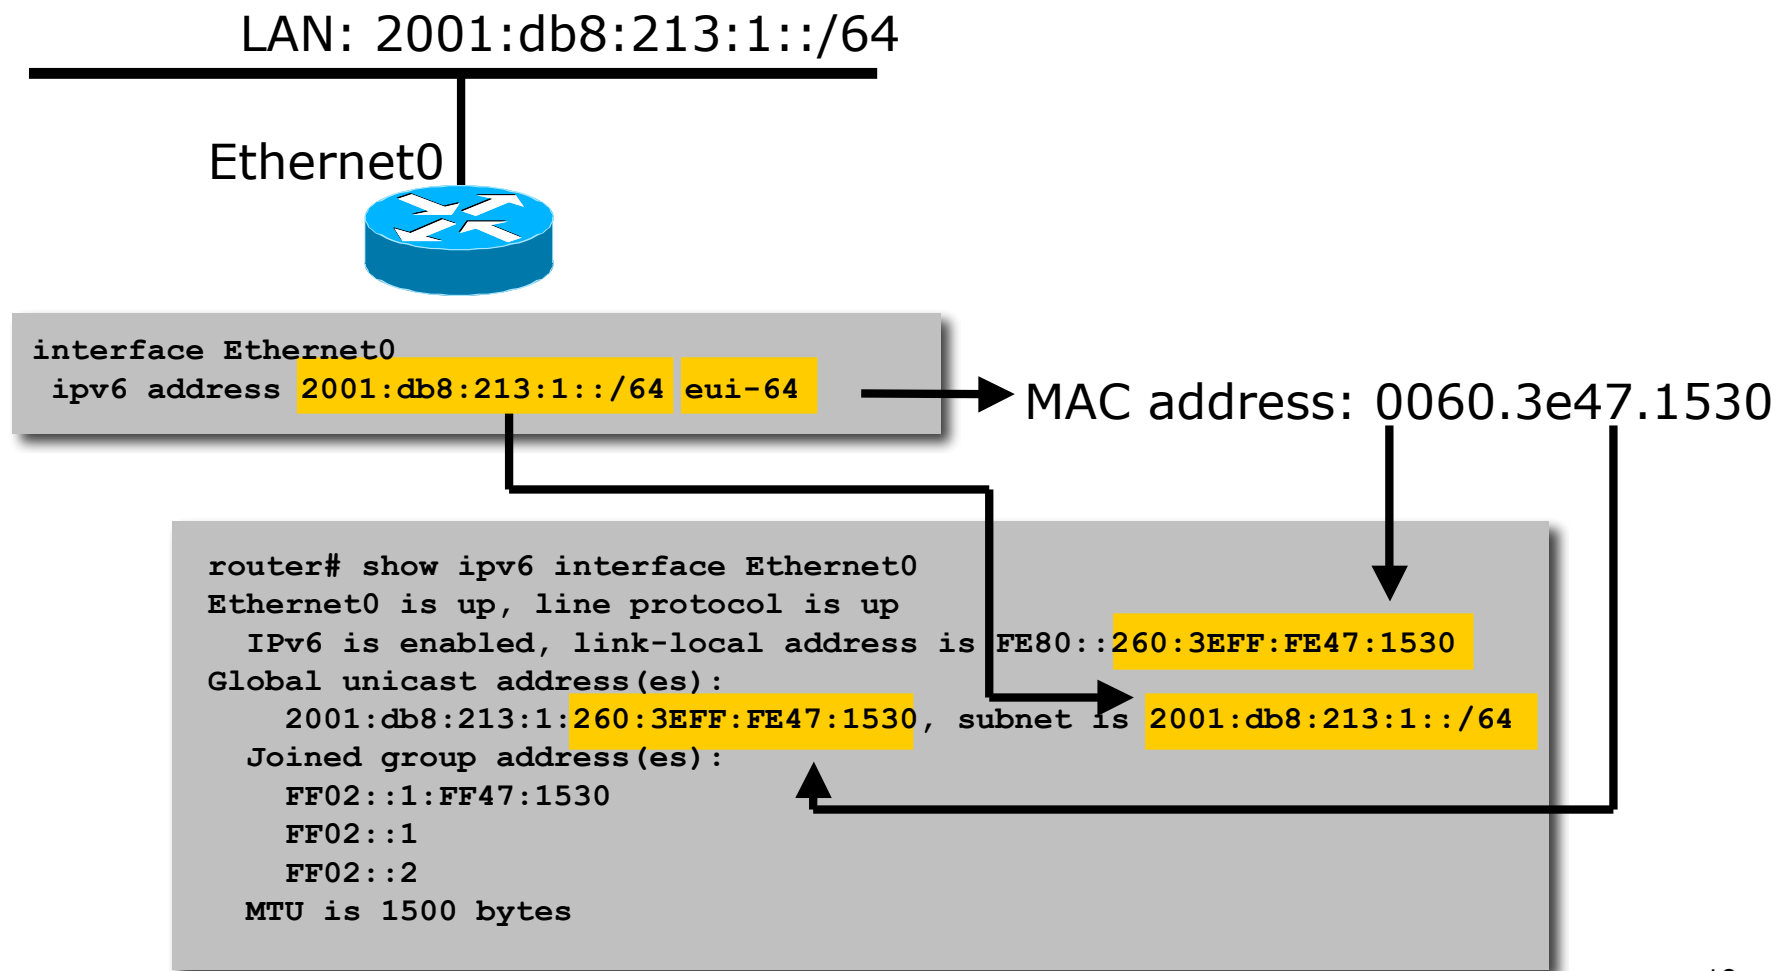 LAN: 2001:db8:213:1::/64
Ethernet0
interface Ethernet0
ipv6 address 2001:db8:213:1::/64 eui-64
MAC address: 0060.3e47.1530
router# show ipv6 interface Ethernet0
Ethernet0 is up, line protocol is up
IPv6 is enabled, link-local address is FE80::260:3EFF:FE47:1530
Global unicast address(es):
2001:db8:213:1:260:3EFF:FE47:1530, subnet is 2001:db8:213:1::/64
Joined group address(es):
FF02::1:FF47:1530
FF02::1
FF02::2
MTU is 1500 bytes